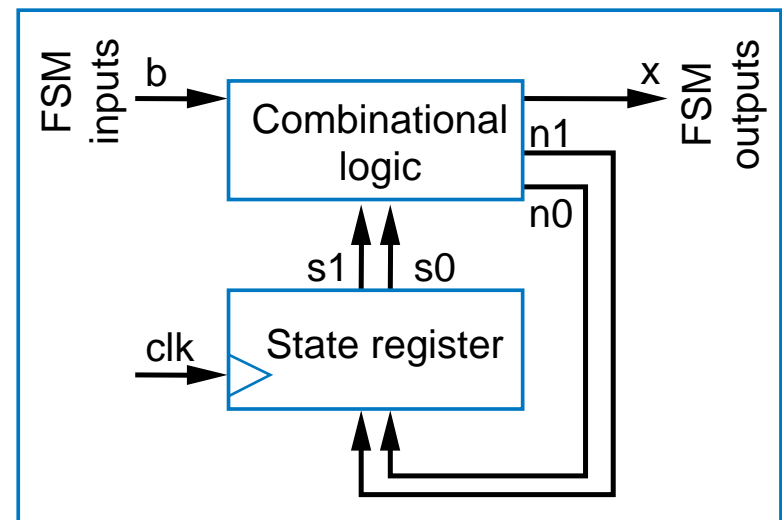 FSM
inputs
b
x
FSM
outputs
Combinational
logic
n1
n0
s1
s0
clk
State register